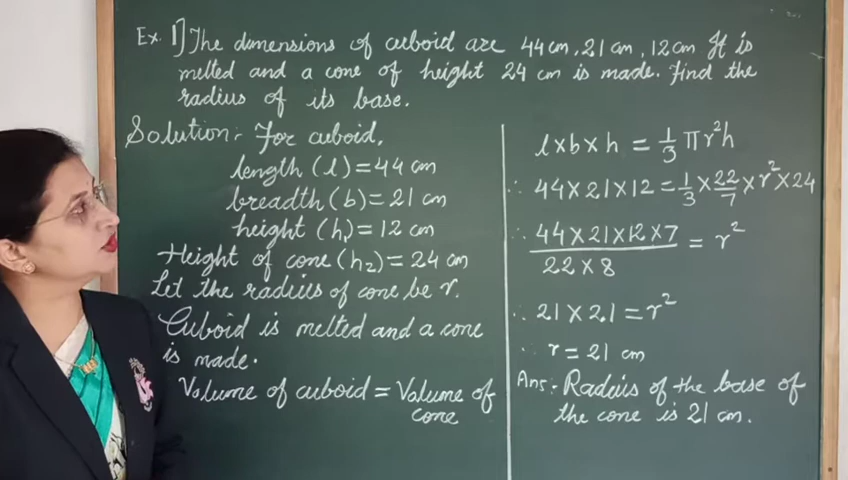 Ex. 1] The dimensions of cuboid are 44 cm, 21 cm, 12 cm It is
melted and a cone of height 24 cm is made. Find the
radius of its base.
Solution:- For cuboid,
length (l) = 44 cm
breadth (b) = 21 cm
height (h₁) = 12 cm
Height of cone (h₂) = 24 cm
Let the radius of cone be r.
Cuboid is melted and a cone
is made.
Volume of cuboid = Volume of
cone
l × b × h = 1/3 πr²h
∴ 44 × 21 × 12 = 1/3 × 22/7 × r² × 24
∴ 44 × 21 × 12 × 7 / 22 × 8 = r²
∴ 21 × 21 = r²
∴ r = 21 cm
Ans:- Radius of the base of
the cone is 21 cm.